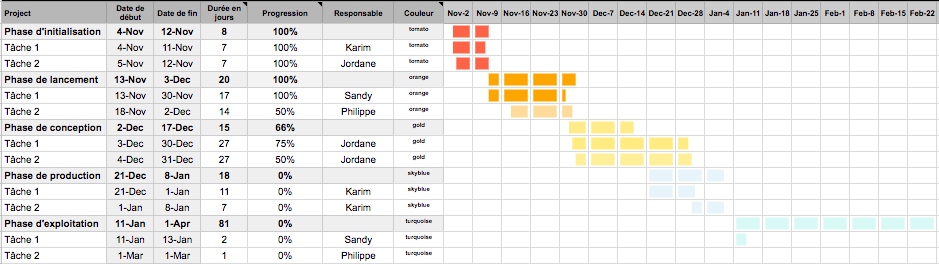 Projet Date de début Date de fin Durée en jours Progression Responsable Couleur Nov-2 Nov-9 Nov-16 Nov-23 Nov-30 Dec-7 Dec-14 Dec-21 Dec-28 Jan-4 Jan-11 Jan-18 Jan-25 Feb-1 Feb-8 Feb-15 Feb-22
Phase d'initialisation 4-Nov 12-Nov 8 100% tomato
Tâche 1 4-Nov 11-Nov 7 100% Karim tomato
Tâche 2 5-Nov 12-Nov 7 100% Jordane tomato
Phase de lancement 13-Nov 3-Dec 20 100% orange
Tâche 1 13-Nov 30-Nov 17 100% Sandy orange
Tâche 2 18-Nov 2-Dec 14 50% Philippe orange
Phase de conception 2-Dec 17-Dec 15 66% gold
Tâche 1 3-Dec 30-Dec 27 75% Jordane gold
Tâche 2 4-Dec 31-Dec 27 50% Jordane gold
Phase de production 21-Dec 8-Jan 18 0% skyblue
Tâche 1 21-Dec 1-Jan 11 0% Karim skyblue
Tâche 2 1-Jan 8-Jan 7 0% Karim skyblue
Phase d'exploitation 11-Jan 1-Apr 81 0% turquoise
Tâche 1 11-Jan 13-Jan 2 0% Sandy turquoise
Tâche 2 1-Mar 1-Mar 1 0% Philippe turquoise